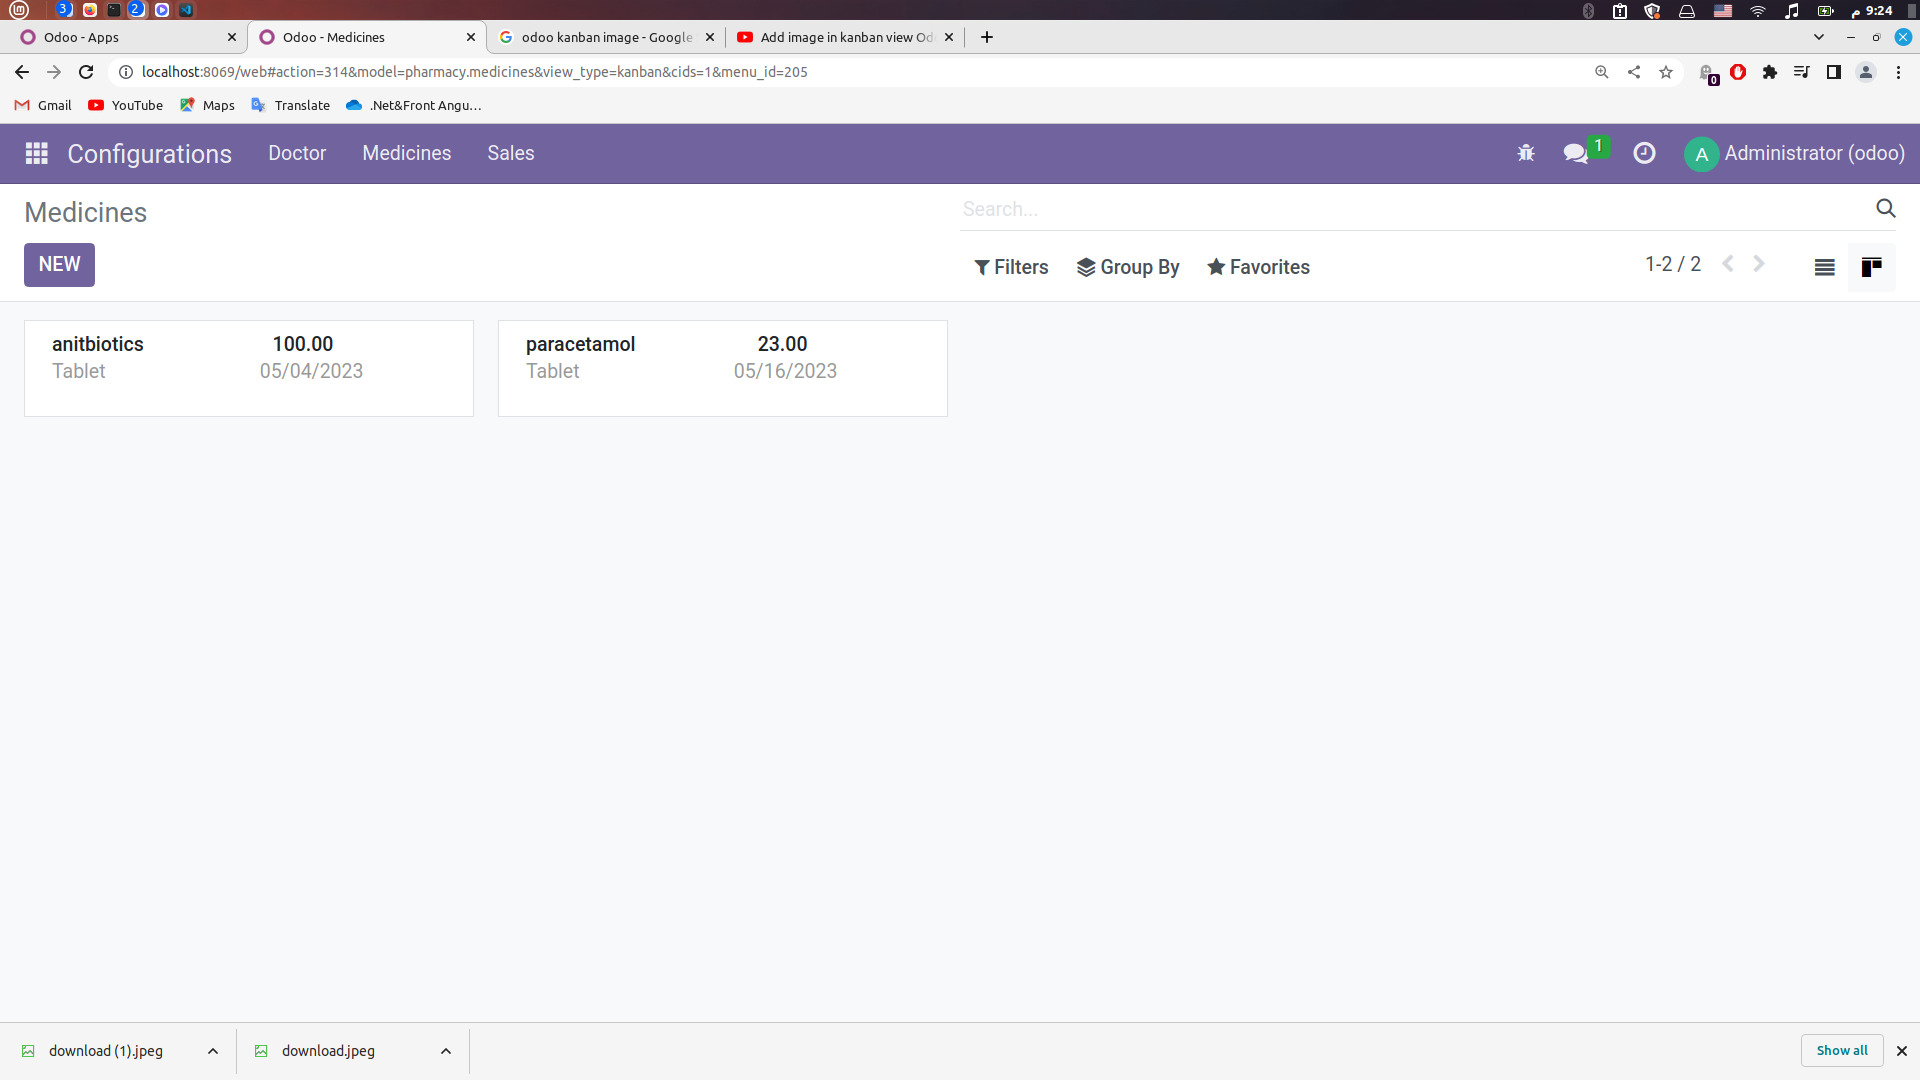 3 2 9:24 م
Odoo - Apps Odoo - Medicines odoo kanban image - Google Add image in kanban view Od
localhost:8069/web#action=314&model=pharmacy.medicines&view_type=kanban&cids=1&menu_id=205 0
Gmail YouTube Maps Translate .Net&Front Angu...
Configurations Doctor Medicines Sales 1 A Administrator (odoo)
Medicines Search...
NEW Filters Group By Favorites 1-2 / 2
anitbiotics 100.00 paracetamol 23.00
Tablet 05/04/2023 Tablet 05/16/2023
download (1).jpeg download.jpeg Show all